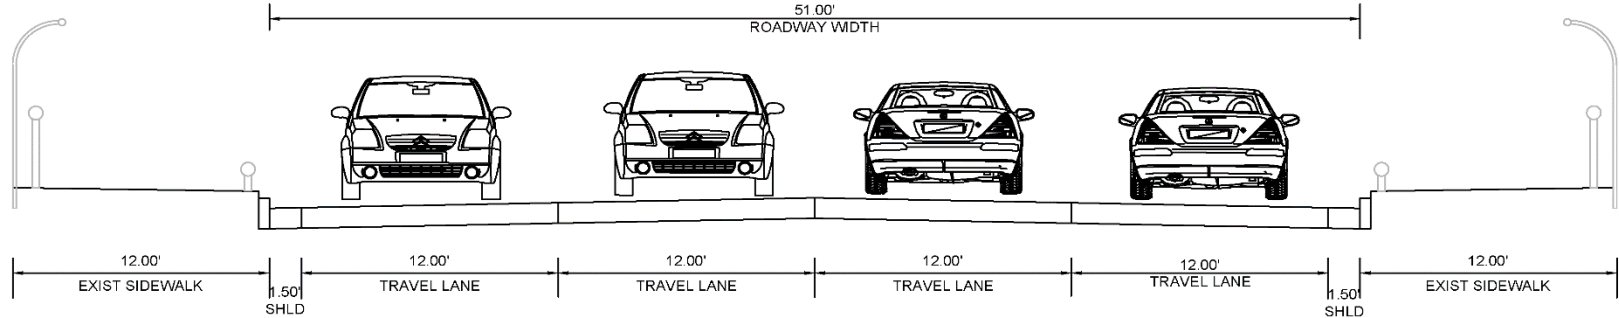 51.00'
ROADWAY WIDTH
12.00'
EXIST SIDEWALK
1.50'
SHLD
12.00'
TRAVEL LANE
12.00'
TRAVEL LANE
12.00'
TRAVEL LANE
12.00'
TRAVEL LANE
1.50'
SHLD
12.00'
EXIST SIDEWALK